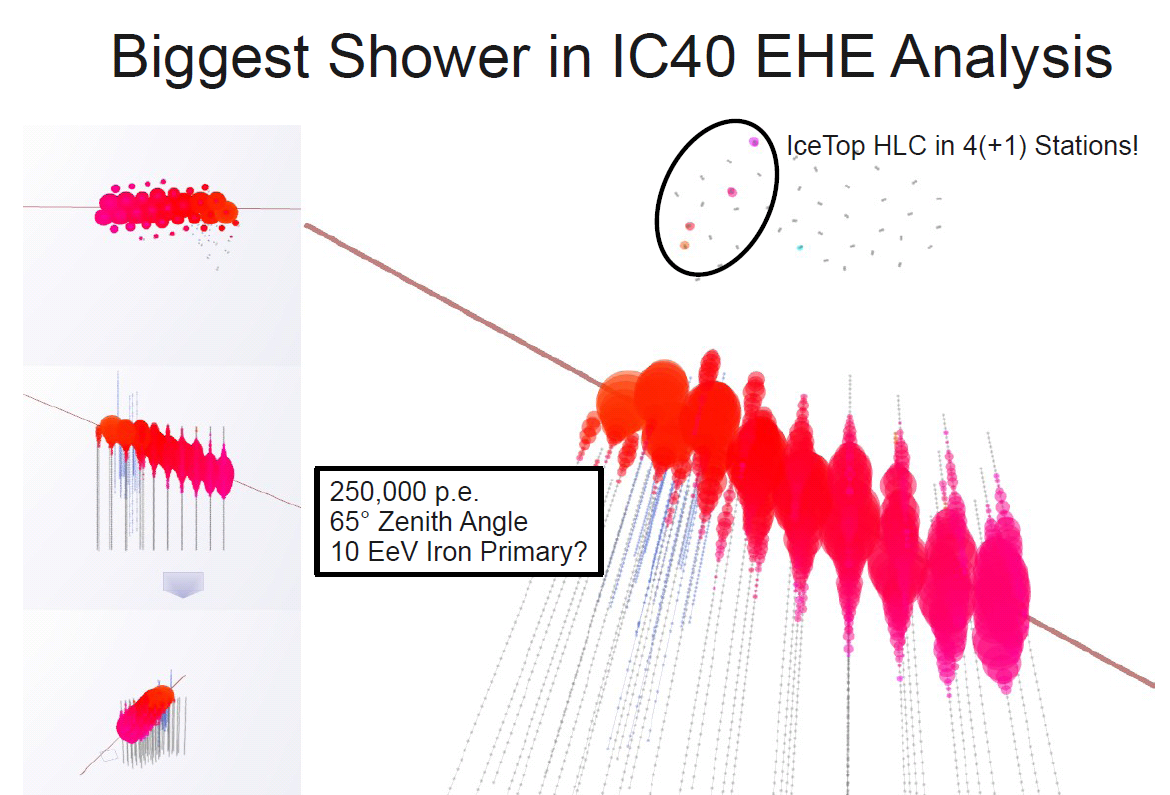 Biggest Shower in IC40 EHE Analysis
IceTop HLC in 4(+1) Stations!
250,000 p.e.
65° Zenith Angle
10 EeV Iron Primary?